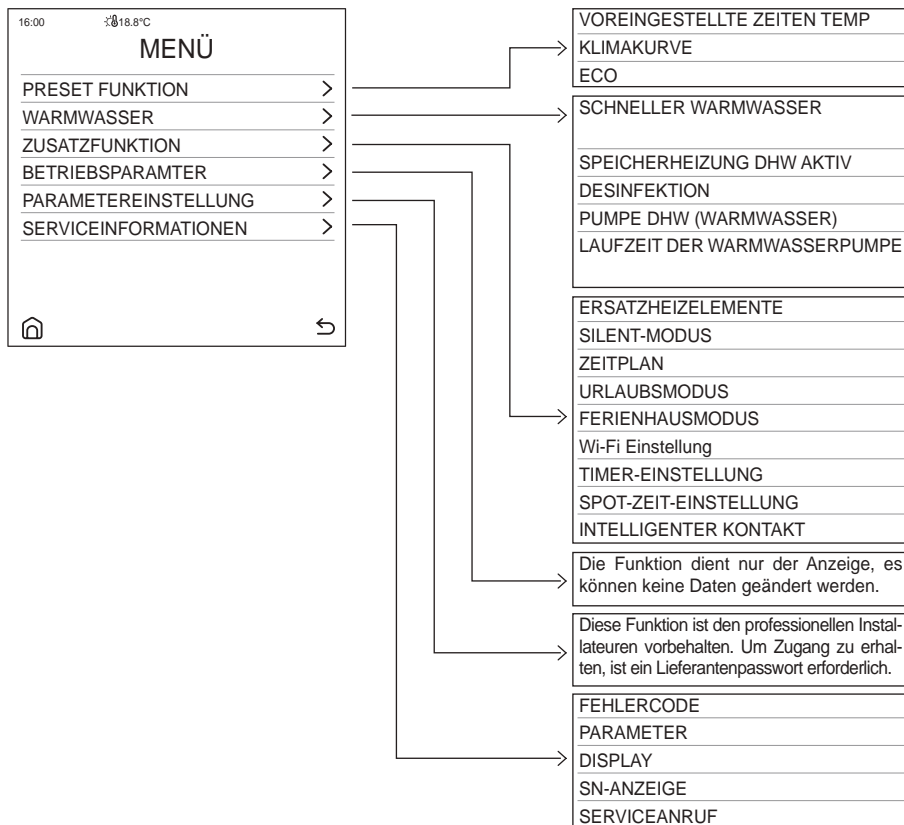 16:00 18.8°C
MENÜ
PRESET FUNKTION
WARMWASSER
ZUSATZFUNKTION
BETRIEBSPARAMTER
PARAMETEREINSTELLUNG
SERVICEINFORMATIONEN
VOREINGESTELLTE ZEITEN TEMP
KLIMAKURVE
ECO
SCHNELLER WARMWASSER
SPEICHERHEIZUNG DHW AKTIV
DESINFEKTION
PUMPE DHW (WARMWASSER)
LAUFZEIT DER WARMWASSERPUMPE
ERSATZHEIZELEMENTE
SILENT-MODUS
ZEITPLAN
URLAUBSMODUS
FERIENHAUSMODUS
Wi-Fi Einstellung
TIMER-EINSTELLUNG
SPOT-ZEIT-EINSTELLUNG
INTELLIGENTER KONTAKT
Die Funktion dient nur der Anzeige, es
können keine Daten geändert werden.
Diese Funktion ist den professionellen Instal-
lateuren vorbehalten. Um Zugang zu erhal-
ten, ist ein Lieferantenpasswort erforderlich.
FEHLERCODE
PARAMETER
DISPLAY
SN-ANZEIGE
SERVICEANRUF